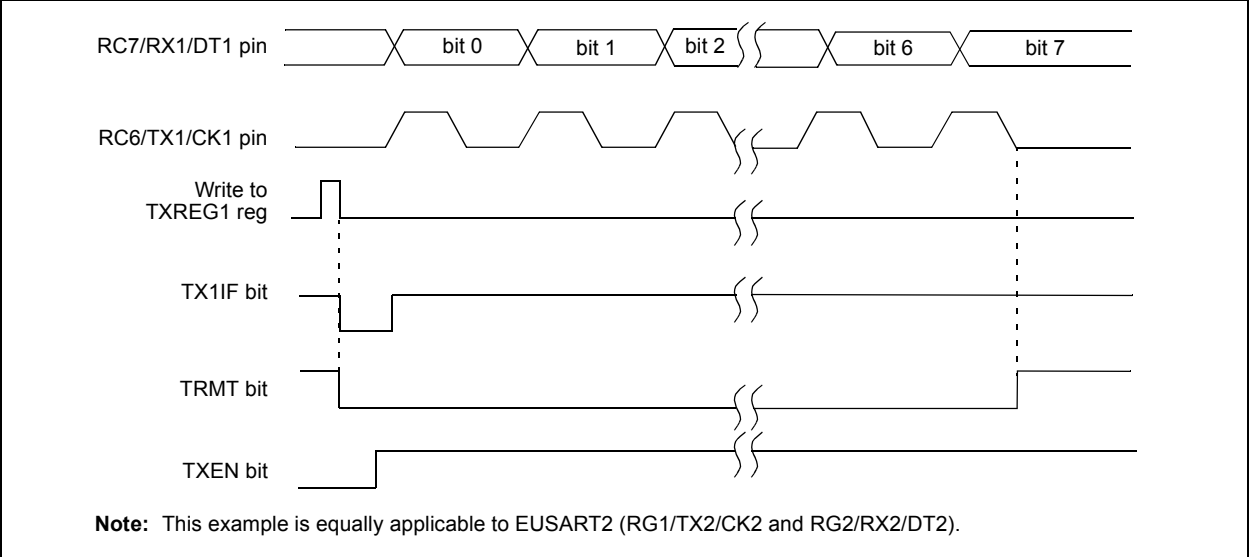 RC7/RX1/DT1 pin
bit 0
bit 1
bit 2
bit 6
bit 7
RC6/TX1/CK1 pin
Write to
TXREG1 reg
TX1IF bit
TRMT bit
TXEN bit
Note: This example is equally applicable to EUSART2 (RG1/TX2/CK2 and RG2/RX2/DT2).